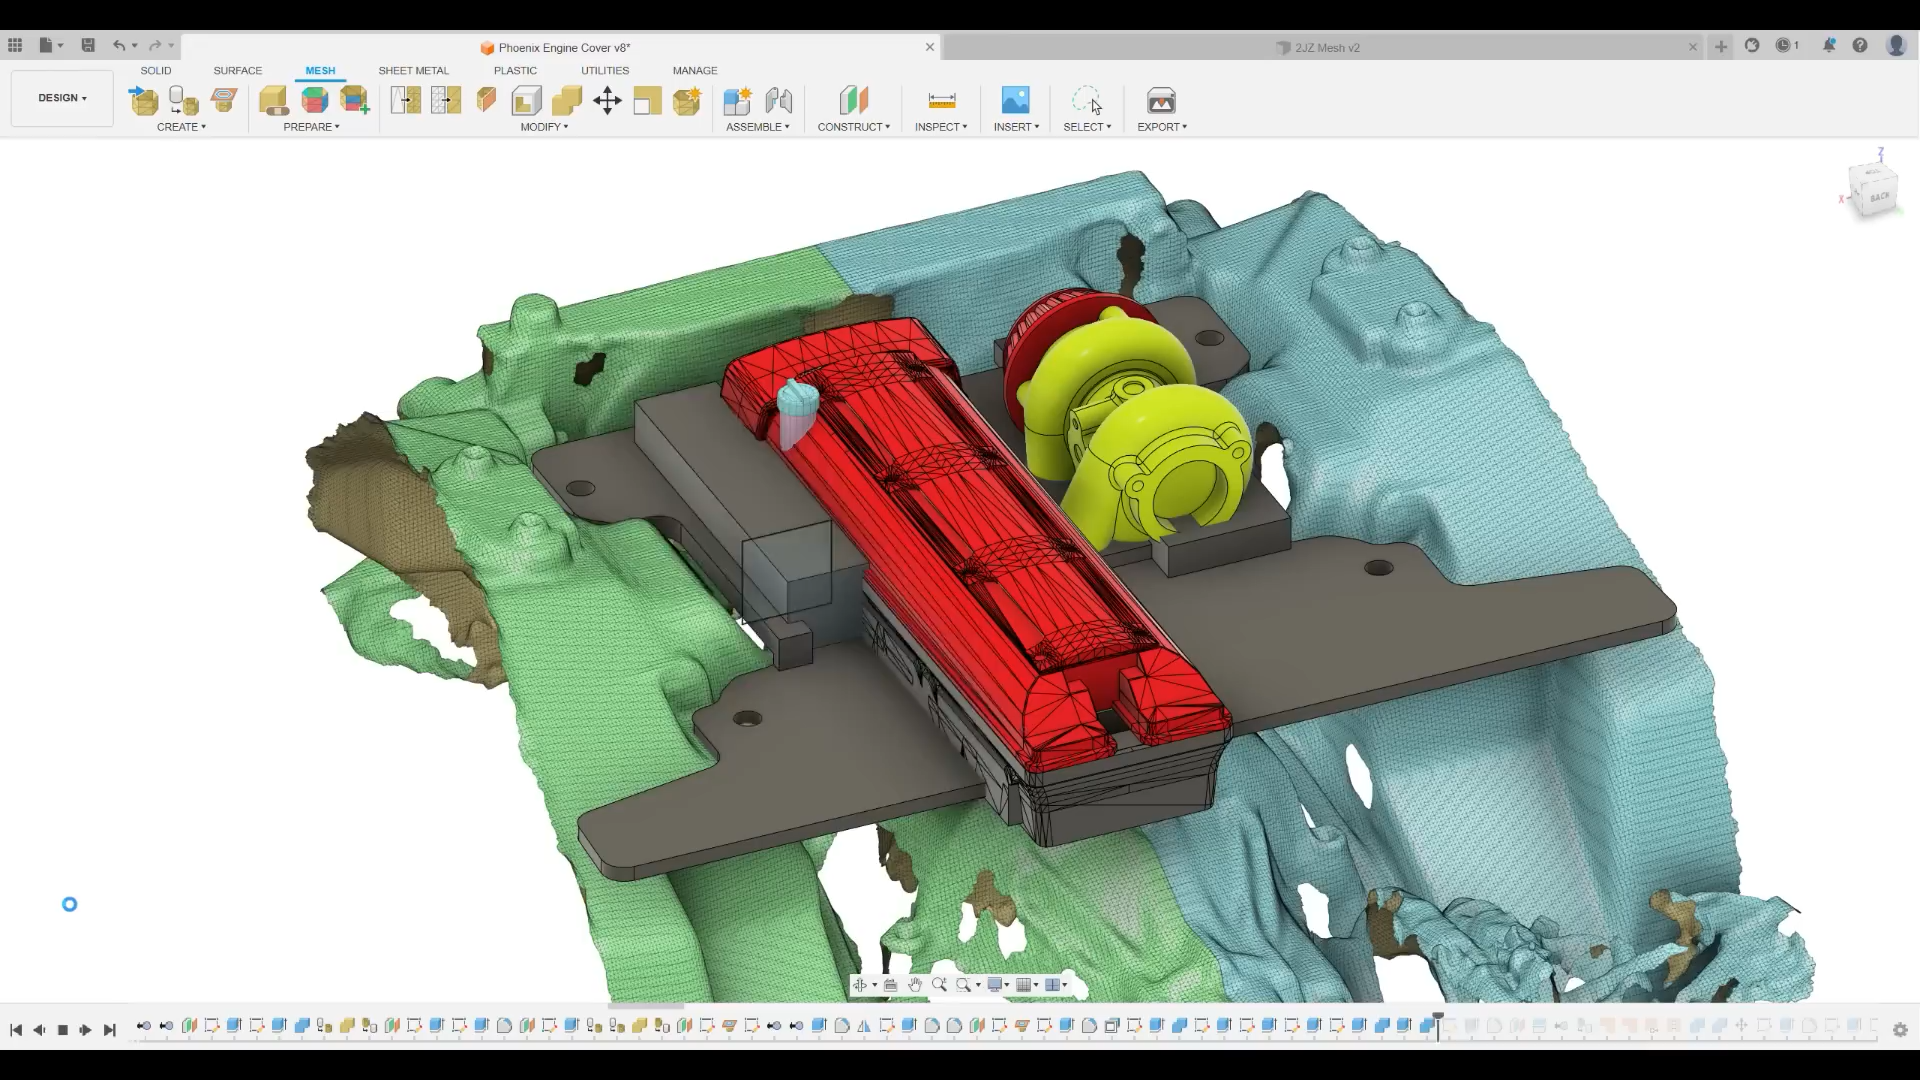 Phoenix Engine Cover v8*
2JZ Mesh v2
1
DESIGN
SOLID
SURFACE
MESH
SHEET METAL
PLASTIC
UTILITIES
MANAGE
CREATE
PREPARE
MODIFY
ASSEMBLE
CONSTRUCT
INSPECT
INSERT
SELECT
EXPORT
Z
X
BACK